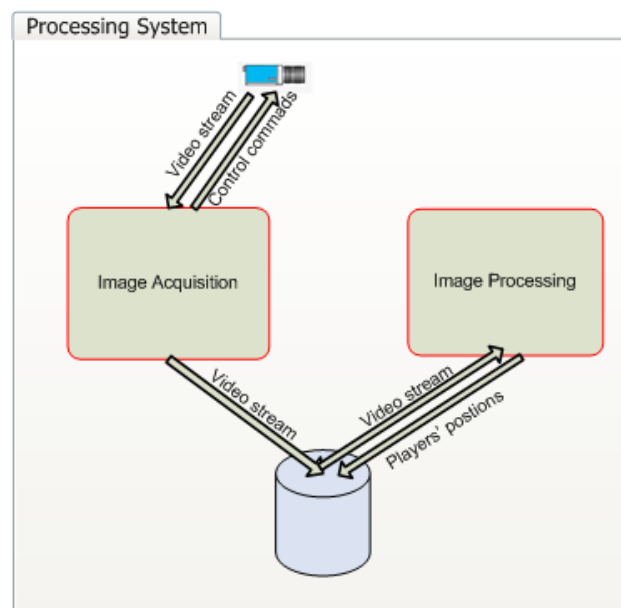 Processing System
Video stream
Control commads
Image Acquisition
Image Processing
Video stream
Video stream
Players' postions